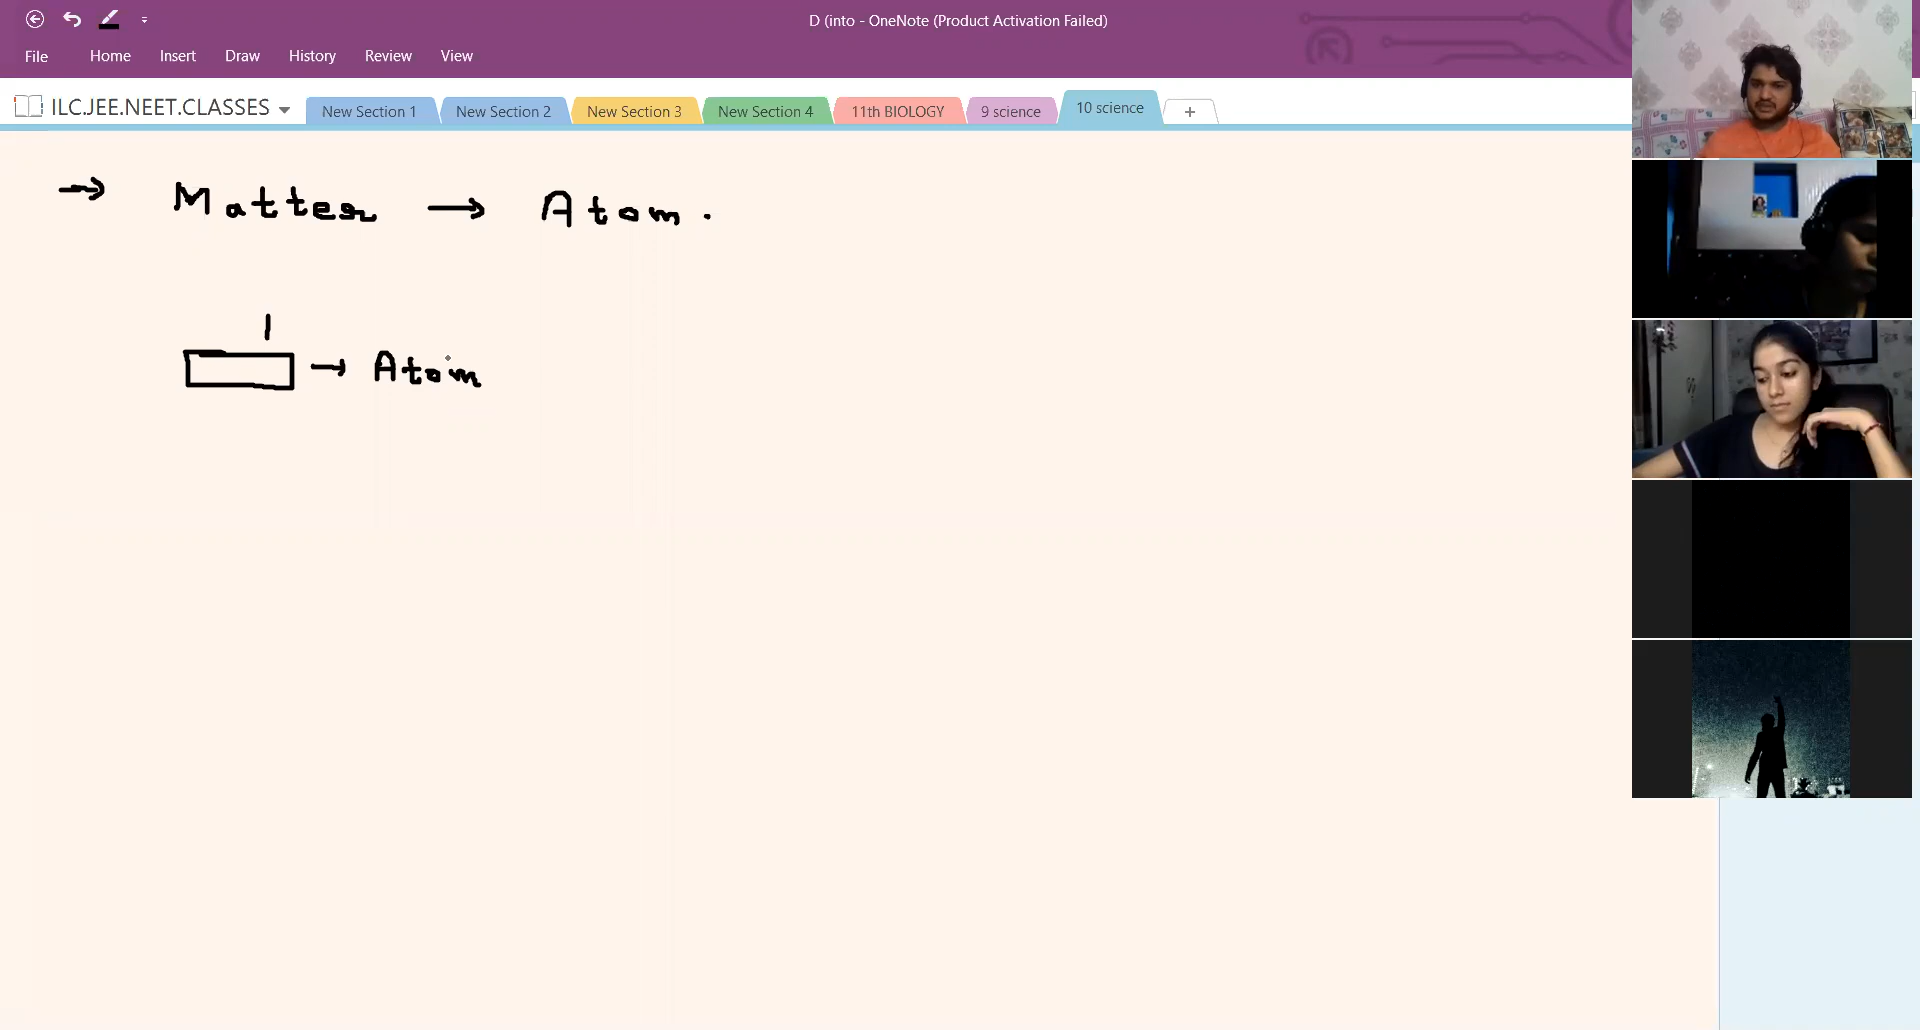 D (into - OneNote (Product Activation Failed)
File Home Insert Draw History Review View
ILC.JEE.NEET.CLASSES New Section 1 New Section 2 New Section 3 New Section 4 11th BIOLOGY 9 science 10 science +
→ Matter → Atom.
→ Atom